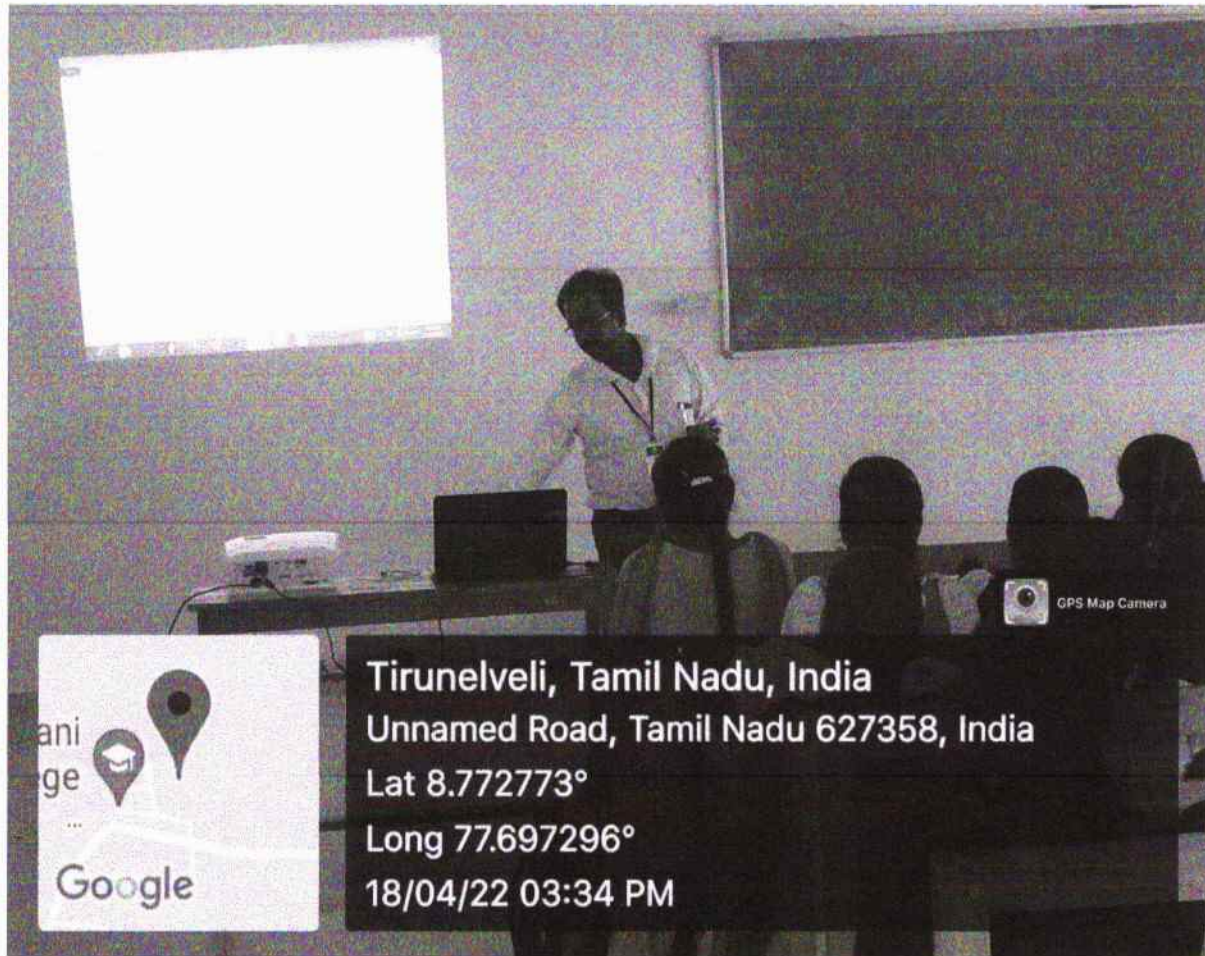 GPS Map Camera
Tirunelveli, Tamil Nadu, India
Unnamed Road, Tamil Nadu 627358, India
Lat 8.772773°
Long 77.697296°
18/04/22 03:34 PM
ani
ege
...
Google